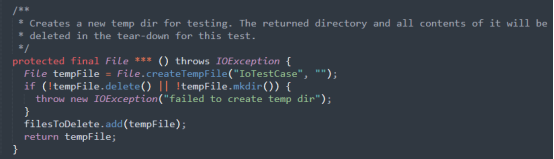 /**
* Creates a new temp dir for testing. The returned directory and all contents of it will be
* deleted in the tear-down for this test.
*/
protected final File *** () throws IOException {
File tempFile = File.createTempFile("IoTestCase", "");
if (!tempFile.delete() || !tempFile.mkdir()) {
throw new IOException("failed to create temp dir");
}
filesToDelete.add(tempFile);
return tempFile;
}